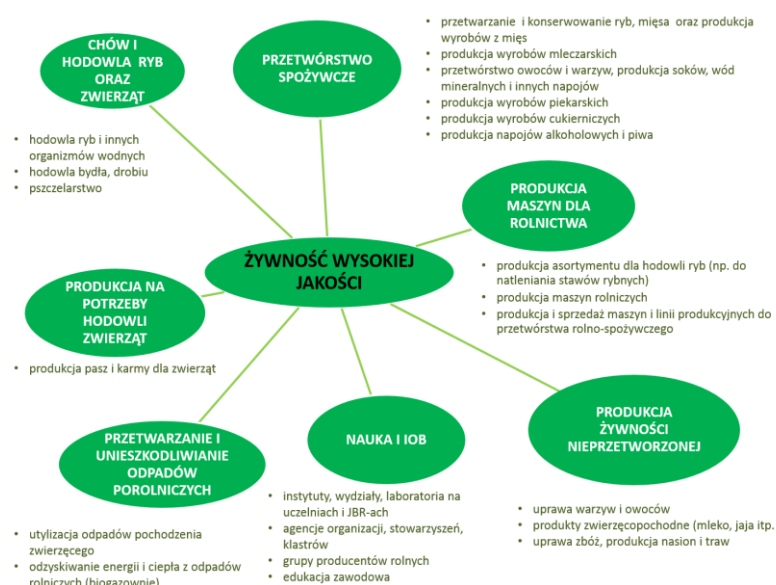 CHÓW I
HODOWLA RYB
ORAZ
ZWIERZĄT
• hodowla ryb i innych
organizmów wodnych
• hodowla bydła, drobiu
• pszczelarstwo
PRZETWÓRSTWO
SPOŻYWCZE
• przetwarzanie i konserwowanie ryb, mięsa oraz produkcja
wyrobów z mięs
• produkcja wyrobów mleczarskich
• przetwórstwo owoców i warzyw, produkcja soków, wód
mineralnych i innych napojów
• produkcja wyrobów piekarskich
• produkcja wyrobów cukierniczych
• produkcja napojów alkoholowych i piwa
PRODUKCJA
MASZYN DLA
ROLNICTWA
• produkcja asortymentu dla hodowli ryb (np. do
natleniania stawów rybnych)
• produkcja maszyn rolniczych
• produkcja i sprzedaż maszyn i linii produkcyjnych do
przetwórstwa rolno-spożywczego
ŻYWNOŚĆ WYSOKIEJ
JAKOŚCI
PRODUKCJA NA
POTRZEBY
HODOWLI
ZWIERZĄT
• produkcja pasz i karmy dla zwierząt
PRZETWARZANIE I
UNIESZKODLIWIANIE
ODPADÓW
POROLNICZYCH
• utylizacja odpadów pochodzenia
zwierzęcego
• odzyskiwanie energii i ciepła z odpadów
rolniczych (biogazownie)
NAUKA I IOB
• instytuty, wydziały, laboratoria na
uczelniach i JBR-ach
• agencje organizacji, stowarzyszeń,
klastrów
• grupy producentów rolnych
• edukacja zawodowa
PRODUKCJA
ŻYWNOŚCI
NIEPRZETWORZONEJ
• uprawa warzyw i owoców
• produkty zwierzęcopochodne (mleko, jaja itp.
• uprawa zbóż, produkcja nasion i traw